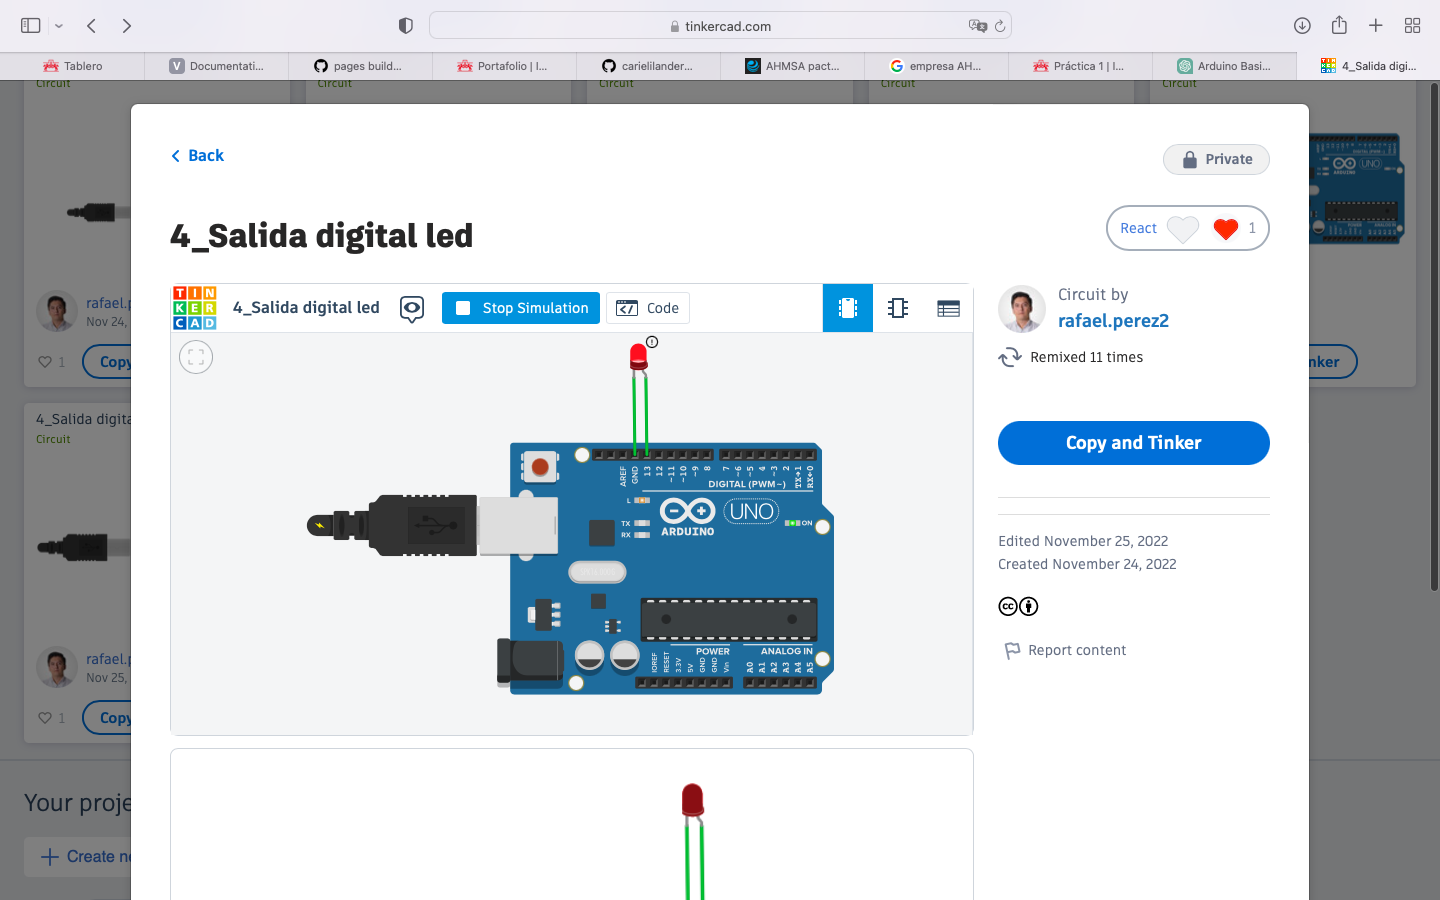 tinkercad.com
Tablero
Documentati...
pages build...
Portafolio | I...
carielilander...
AHMSA pact...
empresa AH...
Práctica 1 | I...
Arduino Basi...
4_Salida digi...
Circuit
Circuit
Circuit
Circuit
Circuit
Back
Private
4_Salida digital led
React
1
TIN
KER
CAD
4_Salida digital led
Stop Simulation
Code
Circuit by
rafael.perez2
Remixed 11 times
Copy and Tinker
Edited November 25, 2022
Created November 24, 2022
cc
Report content
AREF
GND
13
12
~11
~10
~9
8
7
~6
~5
4
~3
2
TX→1
RX←0
DIGITAL (PWM~)
L
TX
RX
ARDUINO
UNO
ON
POWER
ANALOG IN
IOREF
RESET
3.3V
5V
GND
GND
Vin
A0
A1
A2
A3
A4
A5
rafael.p
Nov 24,
1
Copy
nker
ARDUINO
UNO
4_Salida digita
Circuit
rafael.p
Nov 25,
1
Copy
Your proje
Create ne